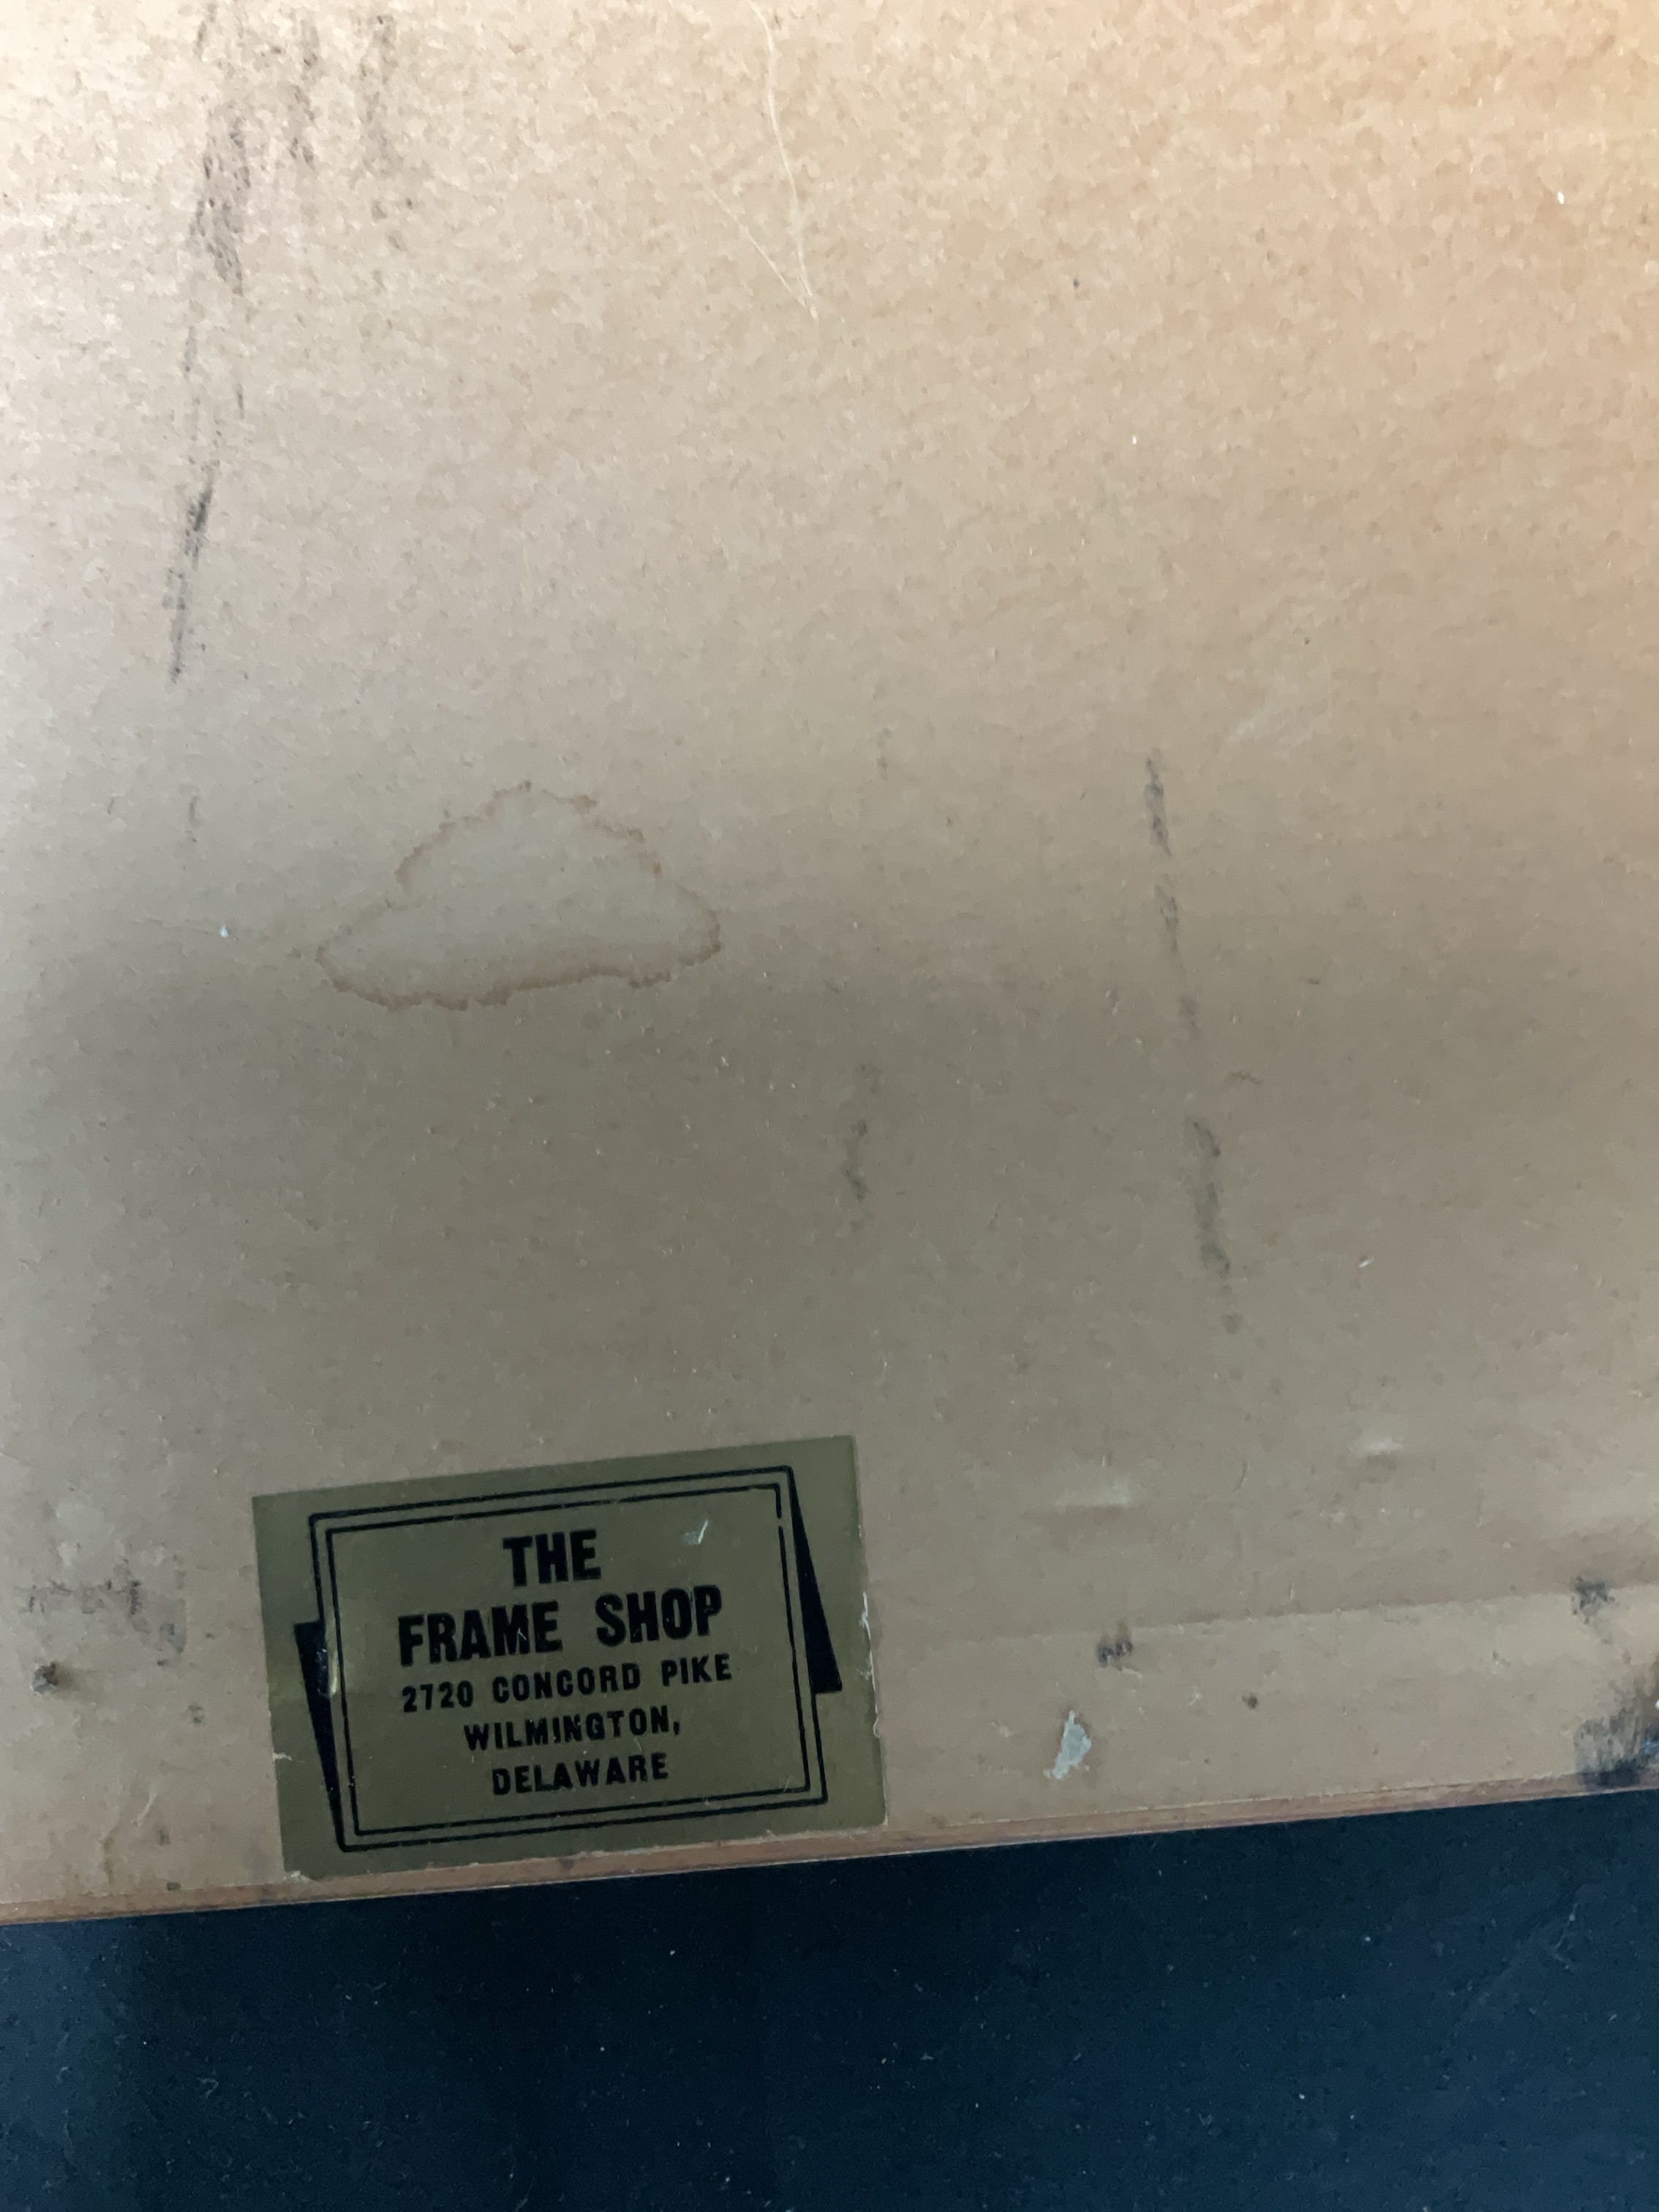 THE
FRAME SHOP
2720 CONCORD PIKE
WILMINGTON,
DELAWARE